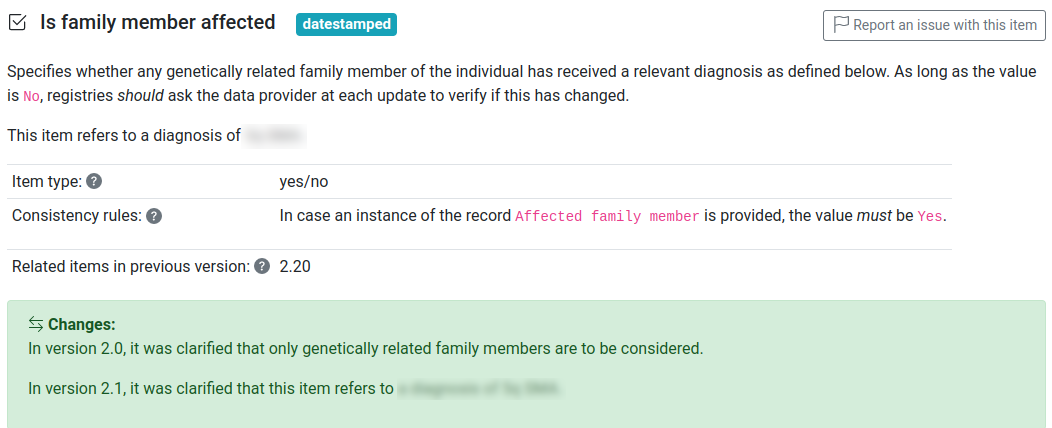 Is family member affected datestamped Report an issue with this item
Specifies whether any genetically related family member of the individual has received a relevant diagnosis as defined below. As long as the value
is No, registries should ask the data provider at each update to verify if this has changed.
This item refers to a diagnosis of
Item type: ? yes/no
Consistency rules: ? In case an instance of the record Affected family member is provided, the value must be Yes.
Related items in previous version: ? 2.20
Changes:
In version 2.0, it was clarified that only genetically related family members are to be considered.
In version 2.1, it was clarified that this item refers to